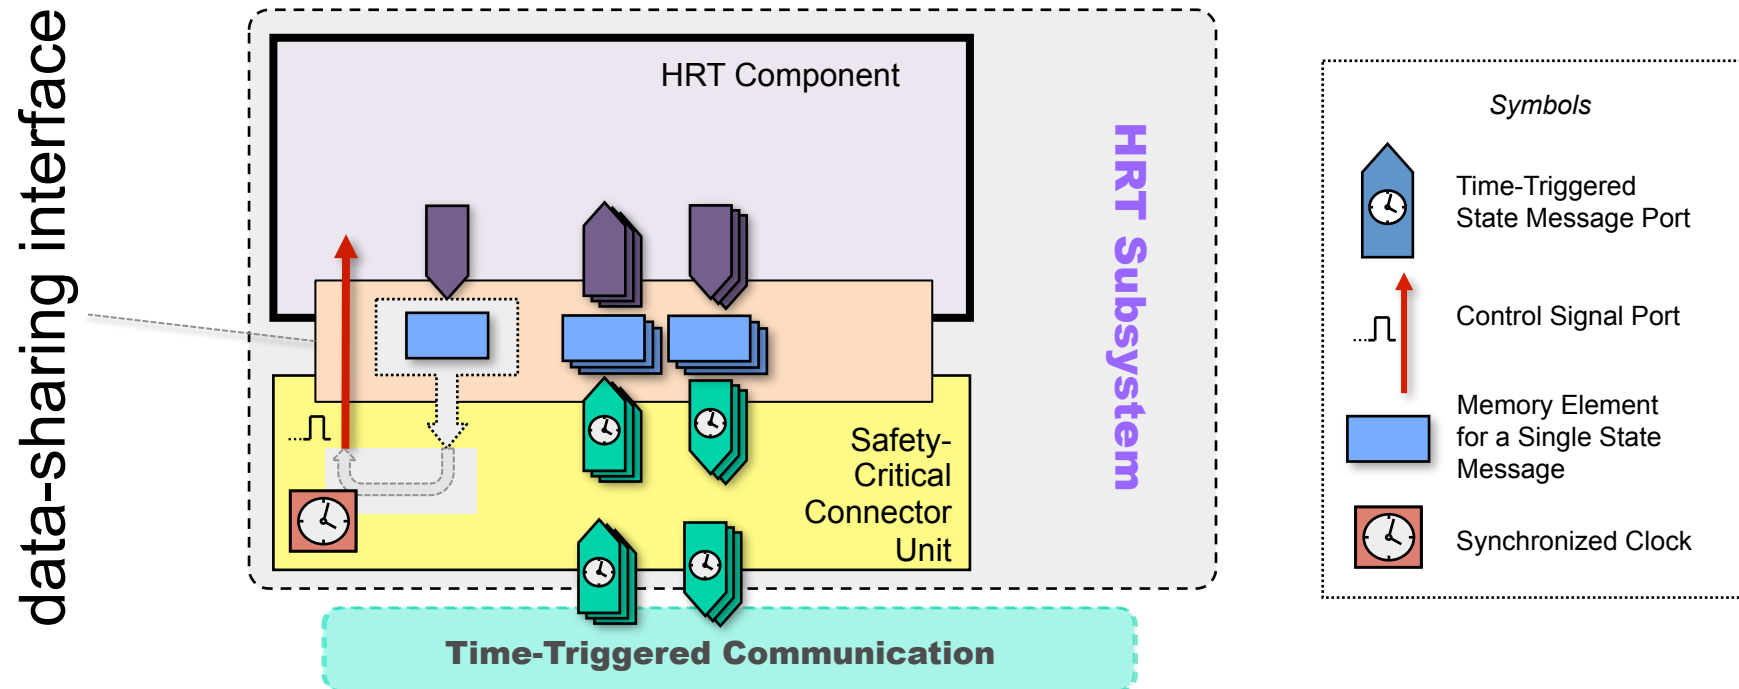 data-sharing interface
HRT Component
HRT Subsystem
Safety-
Critical
Connector
Unit
Time-Triggered Communication
Symbols
Time-Triggered
State Message Port
Control Signal Port
Memory Element
for a Single State
Message
Synchronized Clock